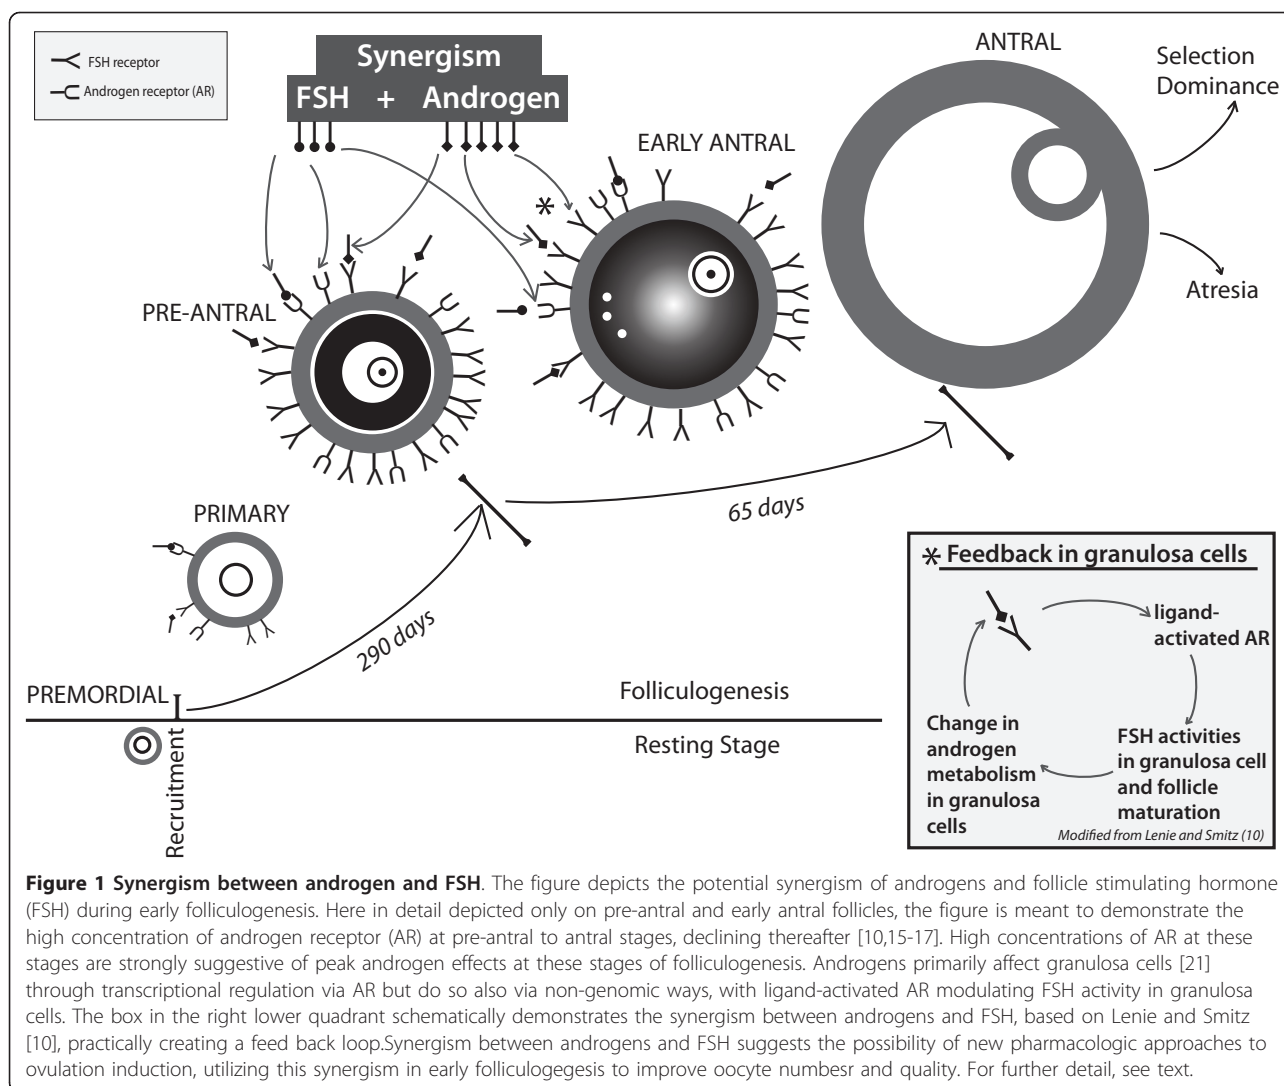 FSH receptor
Androgen receptor (AR)
Synergism
FSH + Androgen
ANTRAL
Selection
Dominance
EARLY ANTRAL
*
Atresia
PRE-ANTRAL
PRIMARY
65 days
290 days
PREMORDIAL
Folliculogenesis
Resting Stage
Recruitment
* Feedback in granulosa cells
ligand-
activated AR
FSH activities
in granulosa cell
and follicle
maturation
Change in
androgen
metabolism
in granulosa
cells
Modified from Lenie and Smitz (10)
Figure 1 Synergism between androgen and FSH. The figure depicts the potential synergism of androgens and follicle stimulating hormone
(FSH) during early folliculogenesis. Here in detail depicted only on pre-antral and early antral follicles, the figure is meant to demonstrate the
high concentration of androgen receptor (AR) at pre-antral to antral stages, declining thereafter [10,15-17]. High concentrations of AR at these
stages are strongly suggestive of peak androgen effects at these stages of folliculogenesis. Androgens primarily affect granulosa cells [21]
through transcriptional regulation via AR but do so also via non-genomic ways, with ligand-activated AR modulating FSH activity in granulosa
cells. The box in the right lower quadrant schematically demonstrates the synergism between androgens and FSH, based on Lenie and Smitz
[10], practically creating a feed back loop.Synergism between androgens and FSH suggests the possibility of new pharmacologic approaches to
ovulation induction, utilizing this synergism in early folliculogegesis to improve oocyte numbesr and quality. For further detail, see text.